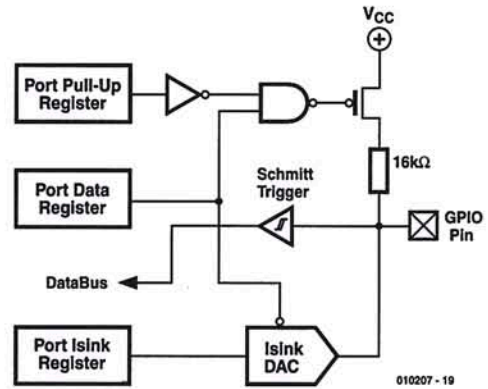 VCC
Port Pull-Up
Register
Schmitt
Trigger
16kΩ
Port Data
Register
GPIO
Pin
DataBus
Port Isink
Register
Isink
DAC
010207 - 19